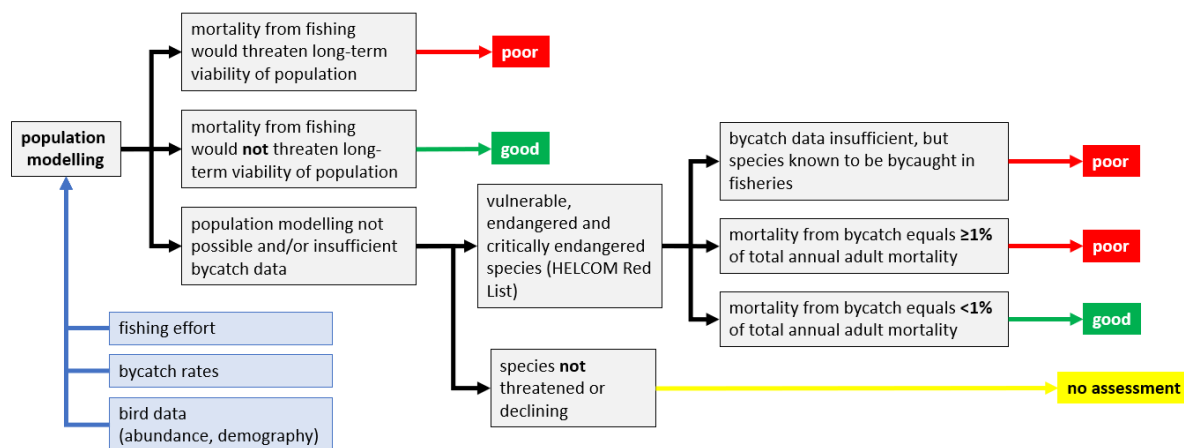 population
modelling
mortality from fishing
would threaten long-term
viability of population
poor
mortality from fishing
would not threaten long-
term viability of population
good
population modelling not
possible and/or insufficient
bycatch data
fishing effort
bycatch rates
bird data
(abundance, demography)
vulnerable,
endangered and
critically endangered
species (HELCOM Red
List)
bycatch data insufficient, but
species known to be bycaught in
fisheries
poor
mortality from bycatch equals ≥1%
of total annual adult mortality
poor
mortality from bycatch equals <1%
of total annual adult mortality
good
species not
threatened or
declining
no assessment